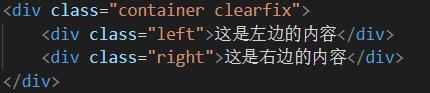 <div class="container clearfix">
    <div class="left">这是左边的内容</div>
    <div class="right">这是右边的内容</div>
</div>